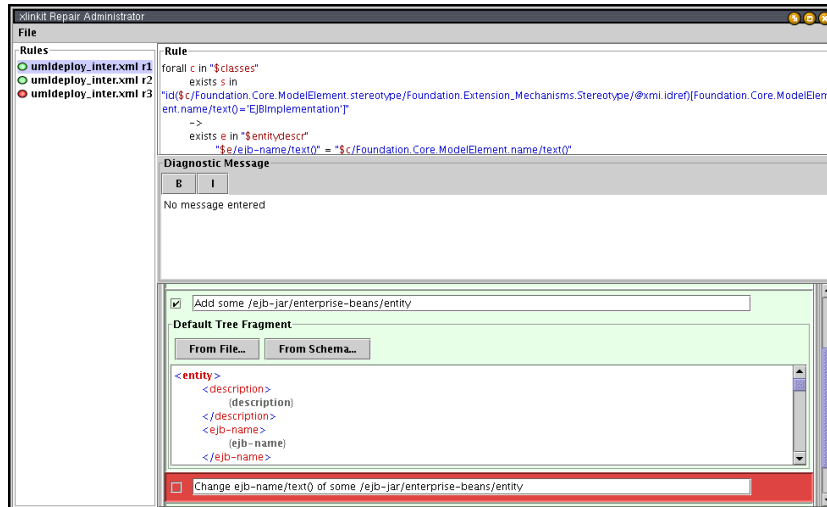 xlinkit Repair Administrator
File
Rules
umldeploy_inter.xml r1
umldeploy_inter.xml r2
umldeploy_inter.xml r3
Rule
forall c in "$classes"
exists s in
"id($c/Foundation.Core.ModelElement.stereotype/Foundation.Extension_Mechanisms.Stereotype/@xmi.idref)[Foundation.Core.ModelElem
ent.name/text()='EJBImplementation']"
->
exists e in "$entitydescr"
"$e/ejb-name/text()" = "$c/Foundation.Core.ModelElement.name/text()"
Diagnostic Message
B I
No message entered
Add some /ejb-jar/enterprise-beans/entity
Default Tree Fragment
From File... From Schema...
<entity>
<description>
(description)
</description>
<ejb-name>
(ejb-name)
</ejb-name>
Change ejb-name/text() of some /ejb-jar/enterprise-beans/entity